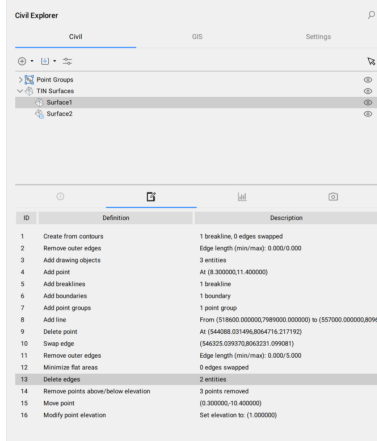 Civil Explorer
Civil GIS Settings
Point Groups
TIN Surfaces
Surface1
Surface2
ID Definition Description
1 Create from contours 1 breakline, 0 edges swapped
2 Remove outer edges Edge length (min/max): 0.000/0.000
3 Add drawing objects 3 entities
4 Add point At (8.300000,11.400000)
5 Add breaklines 1 breakline
6 Add boundaries 1 boundary
7 Add point groups 1 point group
8 Add line From (518600.000000,7989000.000000) to (557000.000000,8096
9 Delete point At (544088.031496,8064716.217192)
10 Swap edge (546325.039370,8063231.099081)
11 Remove outer edges Edge length (min/max): 0.000/5.000
12 Minimize flat areas 0 edges swapped
13 Delete edges 2 entities
14 Remove points above/below elevation 3 points removed
15 Move point (0.300000,-10.400000)
16 Modify point elevation Set elevation to: (1.000000)